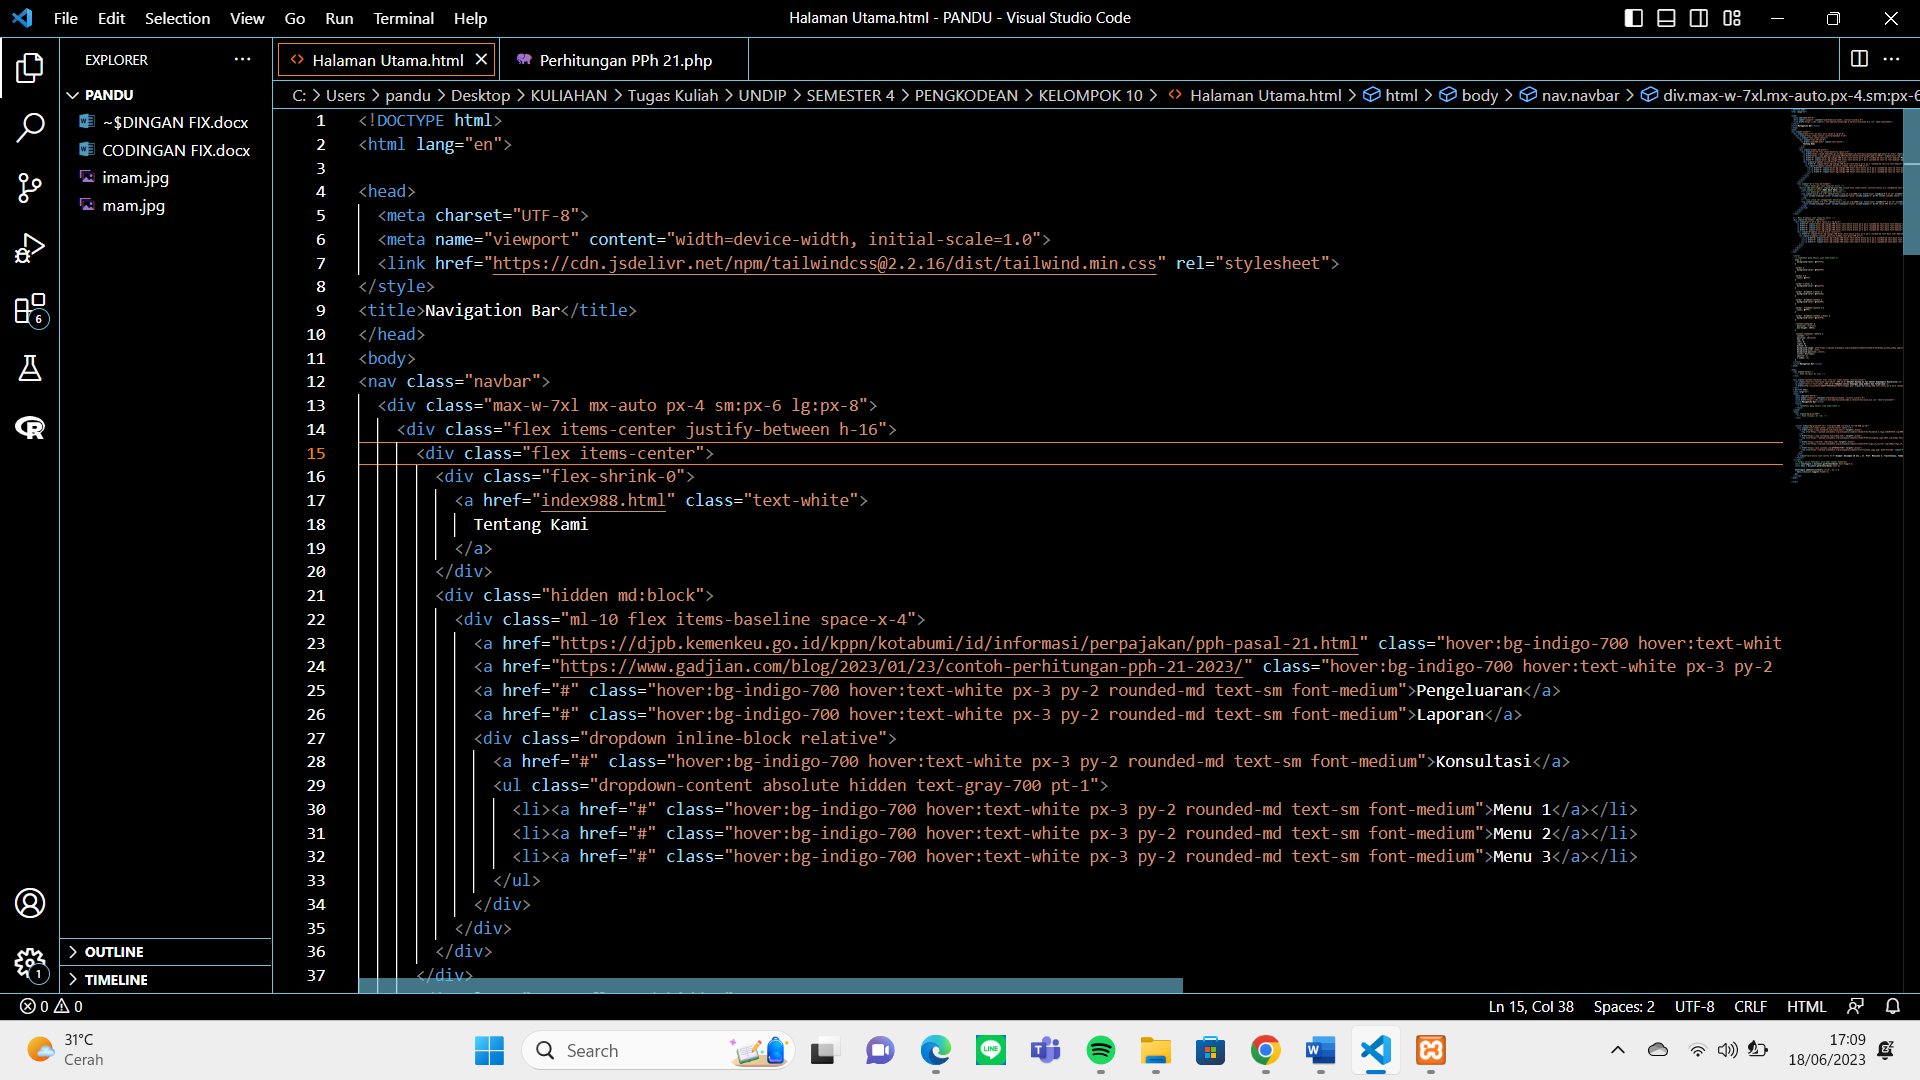 File Edit Selection View Go Run Terminal Help
Halaman Utama.html - PANDU - Visual Studio Code
EXPLORER
Halaman Utama.html
Perhitungan PPh 21.php
PANDU
~$DINGAN FIX.docx
CODINGAN FIX.docx
imam.jpg
mam.jpg
C: > Users > pandu > Desktop > KULIAHAN > Tugas Kuliah > UNDIP > SEMESTER 4 > PENGKODEAN > KELOMPOK 10 > Halaman Utama.html > html > body > nav.navbar > div.max-w-7xl.mx-auto.px-4.sm:px-6
1 <!DOCTYPE html>
2 <html lang="en">
3
4 <head>
5 <meta charset="UTF-8">
6 <meta name="viewport" content="width=device-width, initial-scale=1.0">
7 <link href="https://cdn.jsdelivr.net/npm/tailwindcss@2.2.16/dist/tailwind.min.css" rel="stylesheet">
8 </style>
9 <title>Navigation Bar</title>
10 </head>
11 <body>
12 <nav class="navbar">
13 <div class="max-w-7xl mx-auto px-4 sm:px-6 lg:px-8">
14 <div class="flex items-center justify-between h-16">
15 <div class="flex items-center">
16 <div class="flex-shrink-0">
17 <a href="index988.html" class="text-white">
18 Tentang Kami
19 </a>
20 </div>
21 <div class="hidden md:block">
22 <div class="ml-10 flex items-baseline space-x-4">
23 <a href="https://djpb.kemenkeu.go.id/kppn/kotabumi/id/informasi/perpajakan/pph-pasal-21.html" class="hover:bg-indigo-700 hover:text-whit
24 <a href="https://www.gadjian.com/blog/2023/01/23/contoh-perhitungan-pph-21-2023/" class="hover:bg-indigo-700 hover:text-white px-3 py-2
25 <a href="#" class="hover:bg-indigo-700 hover:text-white px-3 py-2 rounded-md text-sm font-medium">Pengeluaran</a>
26 <a href="#" class="hover:bg-indigo-700 hover:text-white px-3 py-2 rounded-md text-sm font-medium">Laporan</a>
27 <div class="dropdown inline-block relative">
28 <a href="#" class="hover:bg-indigo-700 hover:text-white px-3 py-2 rounded-md text-sm font-medium">Konsultasi</a>
29 <ul class="dropdown-content absolute hidden text-gray-700 pt-1">
30 <li><a href="#" class="hover:bg-indigo-700 hover:text-white px-3 py-2 rounded-md text-sm font-medium">Menu 1</a></li>
31 <li><a href="#" class="hover:bg-indigo-700 hover:text-white px-3 py-2 rounded-md text-sm font-medium">Menu 2</a></li>
32 <li><a href="#" class="hover:bg-indigo-700 hover:text-white px-3 py-2 rounded-md text-sm font-medium">Menu 3</a></li>
33 </ul>
34 </div>
35 </div>
36 </div>
37 </div>
6
1
OUTLINE
TIMELINE
0 0
Ln 15, Col 38 Spaces: 2 UTF-8 CRLF HTML
31°C
Cerah
Search
17:09
18/06/2023